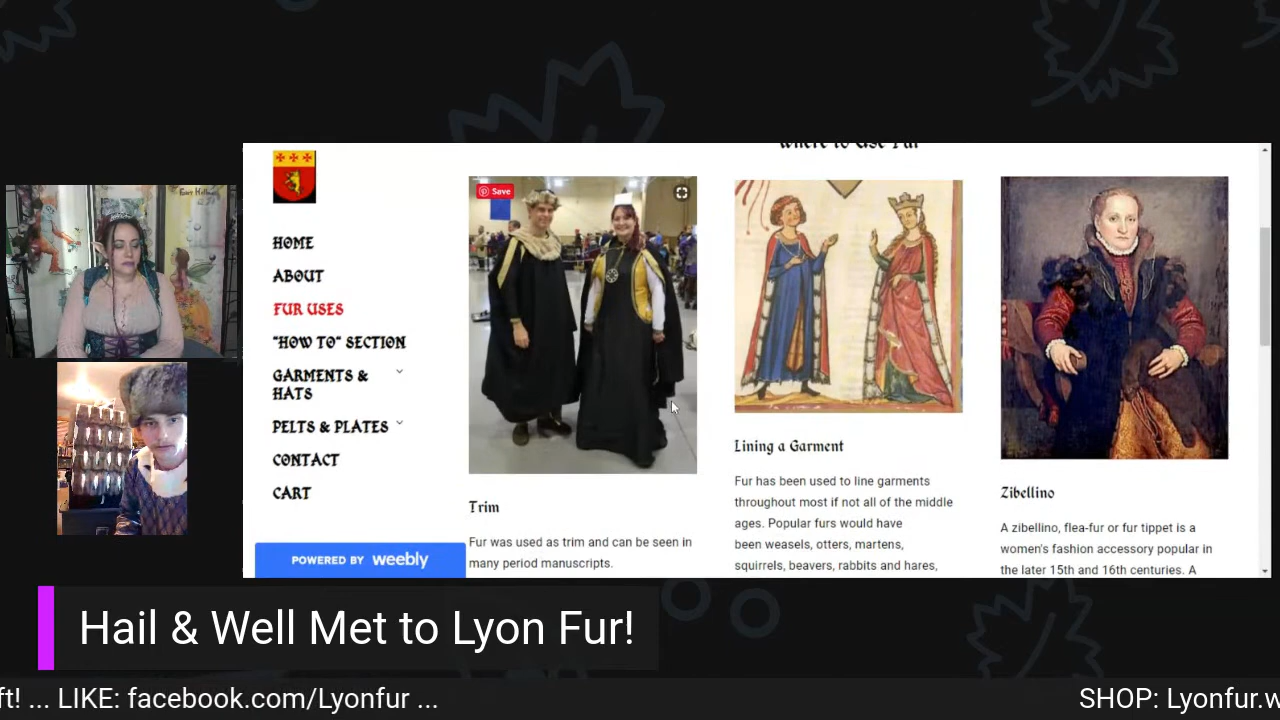 Where to Use Fur
Save
HOME
ABOUT
FUR USES
"HOW TO" SECTION
GARMENTS &
HATS
PELTS & PLATES
CONTACT
CART
POWERED BY weebly
Trim
Fur was used as trim and can be seen in
many period manuscripts.
Lining a Garment
Fur has been used to line garments
throughout most if not all of the middle
ages. Popular furs would have
been weasels, otters, martens,
squirrels, beavers, rabbits and hares,
Zibellino
A zibellino, flea-fur or fur tippet is a
women's fashion accessory popular in
the later 15th and 16th centuries. A
Hail & Well Met to Lyon Fur!
ft! ... LIKE: facebook.com/Lyonfur ...
SHOP: Lyonfur.w